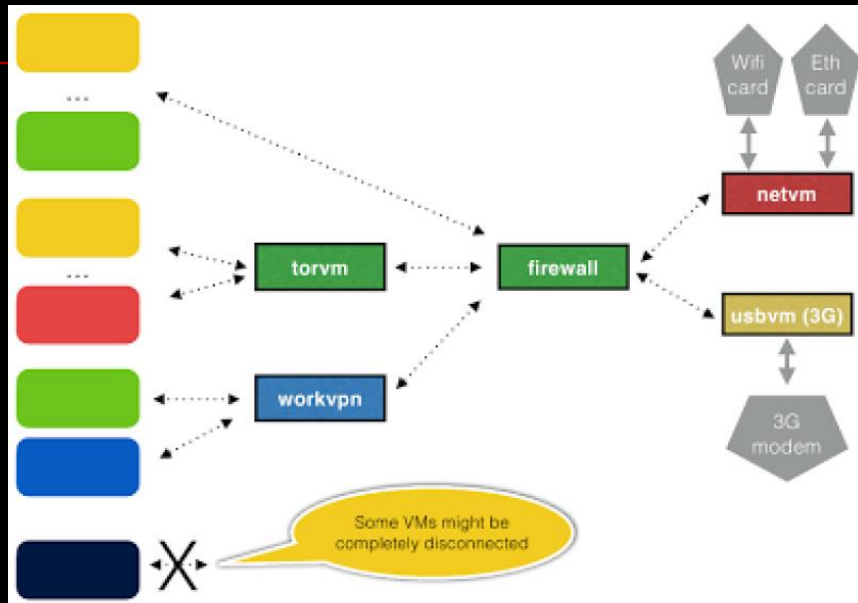 ...
Wifi
card
Eth
card
netvm
...
torvm
firewall
usbvm (3G)
workvpn
3G
modem
Some VMs might be
completely disconnected